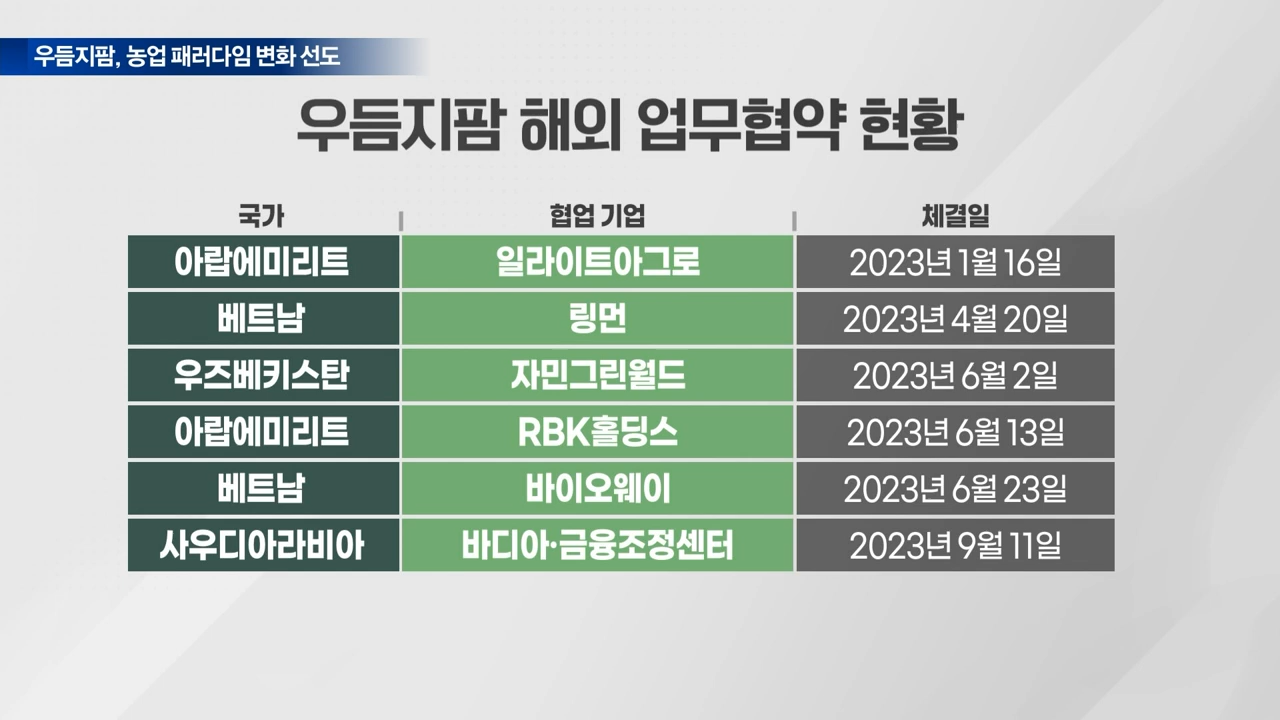 우듬지팜, 농업 패러다임 변화 선도
우듬지팜 해외 업무협약 현황
국가 협업 기업 체결일
아랍에미리트 일라이트아그로 2023년 1월 16일
베트남 링먼 2023년 4월 20일
우즈베키스탄 자민그린월드 2023년 6월 2일
아랍에미리트 RBK홀딩스 2023년 6월 13일
베트남 바이오웨이 2023년 6월 23일
사우디아라비아 바디아·금융조정센터 2023년 9월 11일